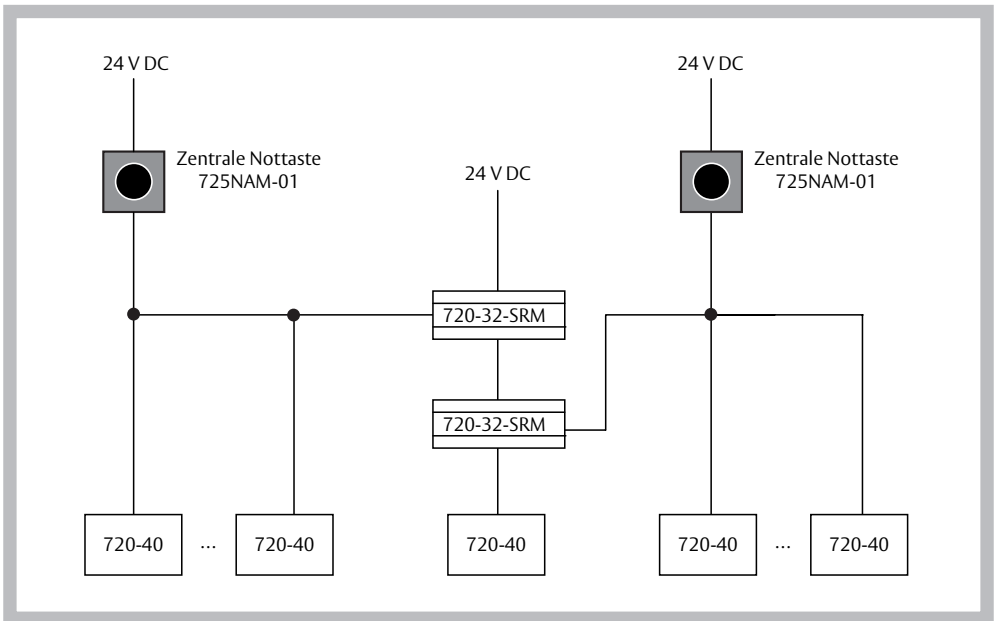 24 V DC
24 V DC
Zentrale Nottaste
725NAM-01
Zentrale Nottaste
725NAM-01
24 V DC
720-32-SRM
720-32-SRM
720-40
...
720-40
720-40
720-40
...
720-40